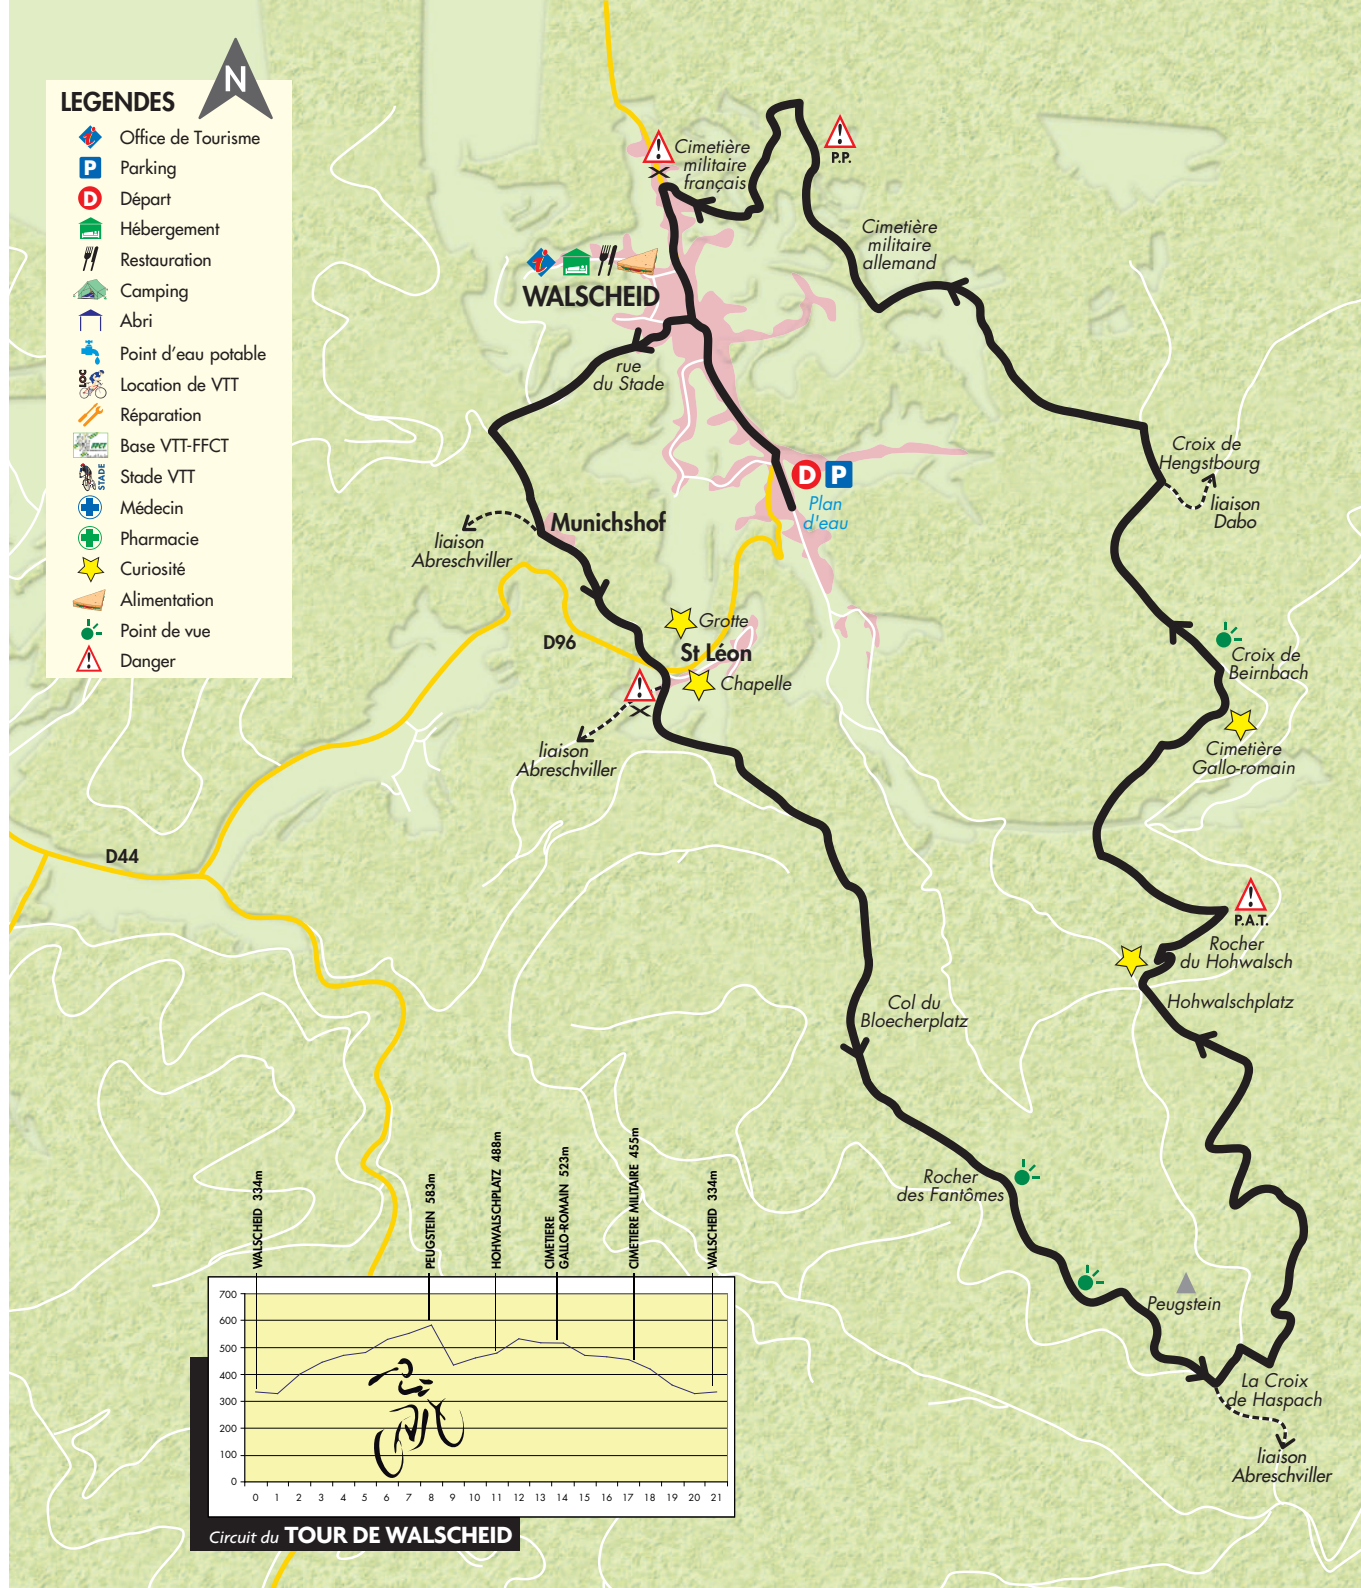 N
LEGENDES
Office de Tourisme
P
Parking
D
Départ
Hébergement
Restauration
Camping
Abri
Point d'eau potable
LOC
Location de VTT
Réparation
FFCT
Base VTT-FFCT
STADE
Stade VTT
Médecin
Pharmacie
Curiosité
Alimentation
Point de vue
!
Danger
!
Cimetière
militaire
français
!
P.P.
Cimetière
militaire
allemand
i
WALSCHEID
rue
du Stade
Croix de
Hengstbourg
liaison
Dabo
D P
Plan
d'eau
Munichshof
liaison
Abreschviller
D96
Grotte
St Léon
Chapelle
!
liaison
Abreschviller
Croix de
Beirnbach
Cimetière
Gallo-romain
D44
!
P.A.T.
Rocher
du Hohwalsch
Hohwalschplatz
Col du
Bloecherplatz
Rocher
des Fantômes
Peugstein
La Croix
de Haspach
liaison
Abreschviller
WALSCHEID 334m
PEUGSTEIN 583m
HOHWALSCHPLATZ 488m
CIMETIERE
GALLO-ROMAIN 523m
CIMETIERE MILITAIRE 455m
WALSCHEID 334m
700
600
500
400
300
200
100
0
0 1 2 3 4 5 6 7 8 9 10 11 12 13 14 15 16 17 18 19 20 21
Circuit du TOUR DE WALSCHEID